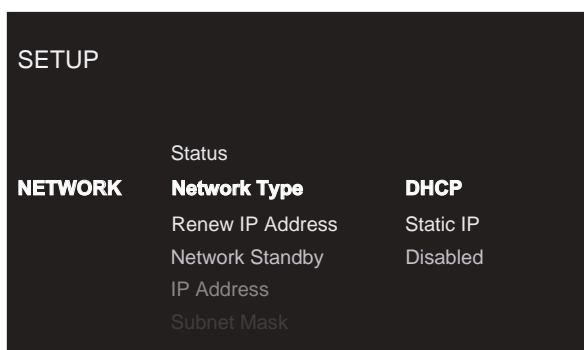 SETUP
Status
NETWORK Network Type DHCP
Renew IP Address Static IP
Network Standby Disabled
IP Address
Subnet Mask